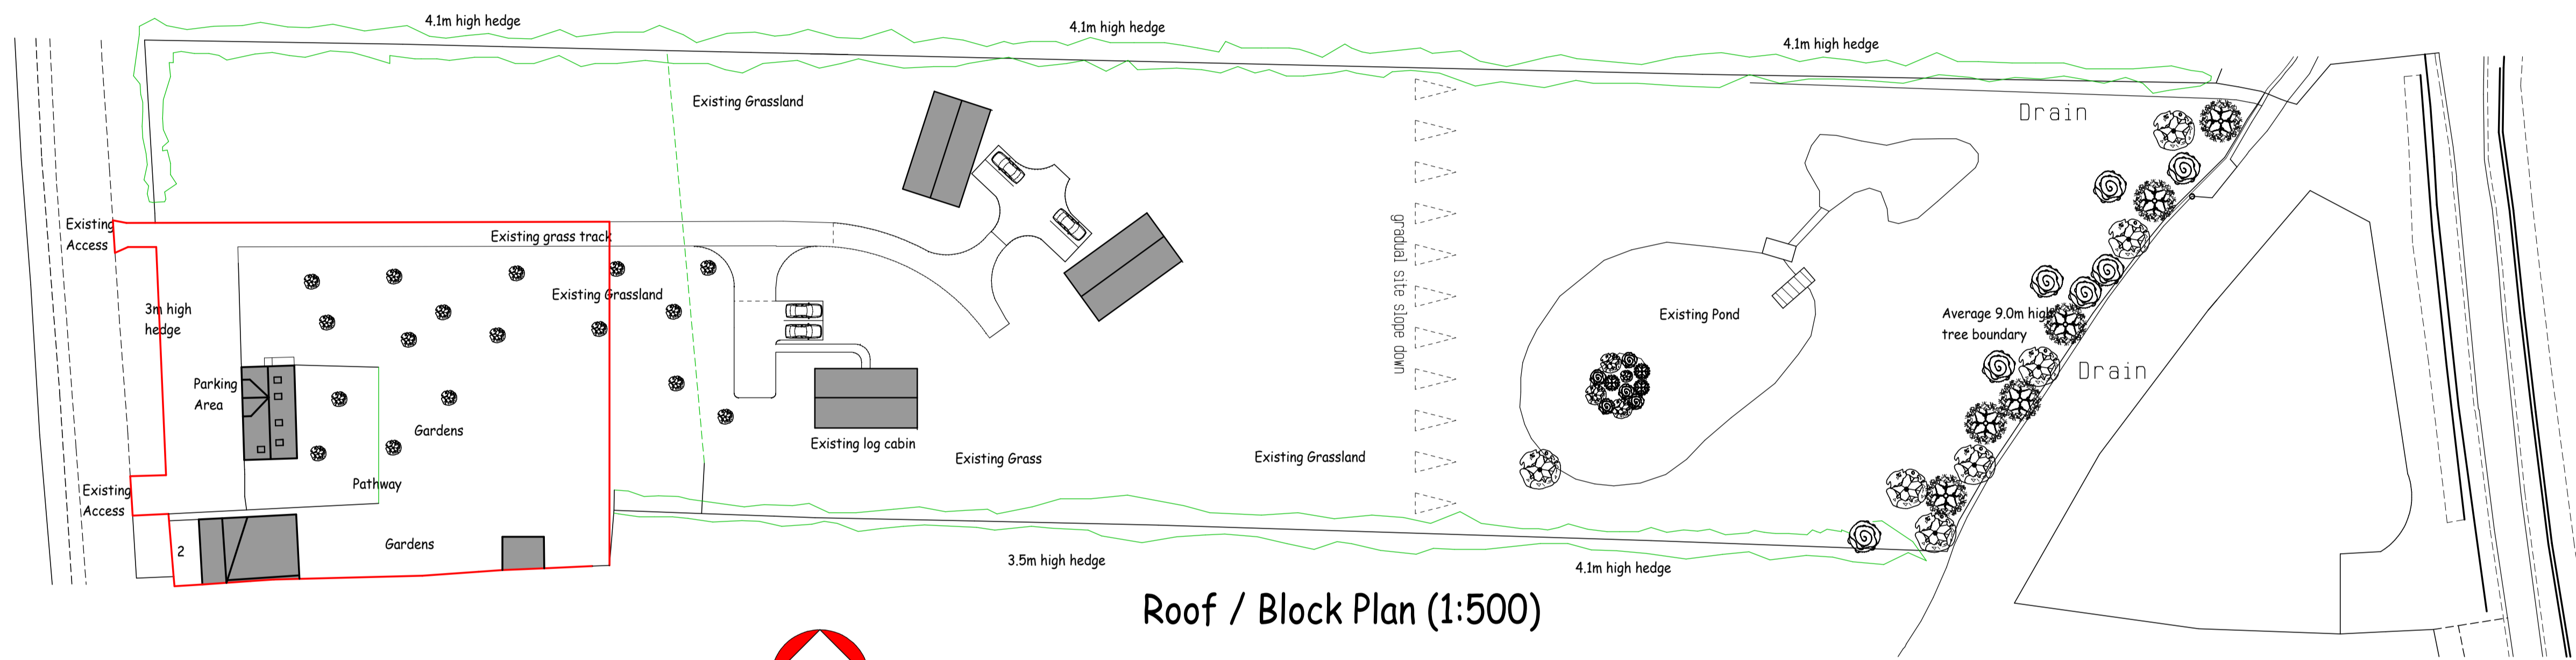 4.1m high hedge
4.1m high hedge
4.1m high hedge
Existing Grassland
Drain
Existing
Access
Existing grass track
gradual site slope down
Existing Grassland
3m high
hedge
Existing Pond
Average 9.0m high
tree boundary
Drain
Parking
Area
Gardens
Existing log cabin
Existing Grass
Existing Grassland
Pathway
Existing
Access
2
Gardens
3.5m high hedge
4.1m high hedge
Roof / Block Plan (1:500)